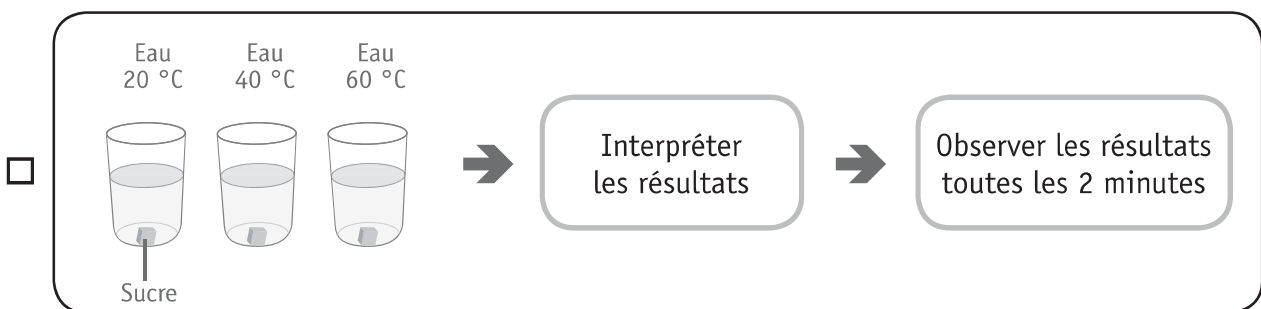 Eau
20 °C
Eau
40 °C
Eau
60 °C
Interpréter
les résultats
Observer les résultats
toutes les 2 minutes
Sucre